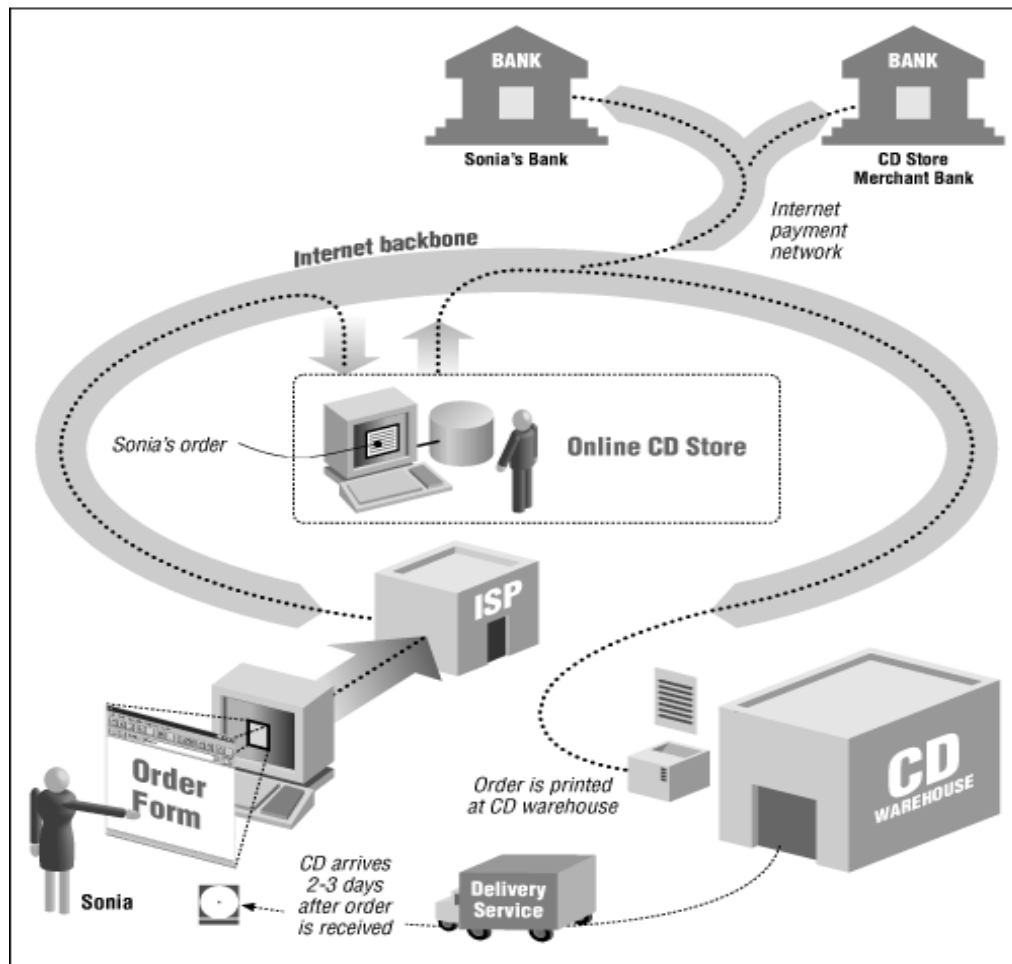 BANK
BANK
Sonia's Bank
CD Store
Merchant Bank
Internet
payment
network
Internet backbone
Sonia's order
Online CD Store
ISP
Order
Form
Order is printed
at CD warehouse
CD
WAREHOUSE
CD arrives
2-3 days
after order
is received
Delivery
Service
Sonia